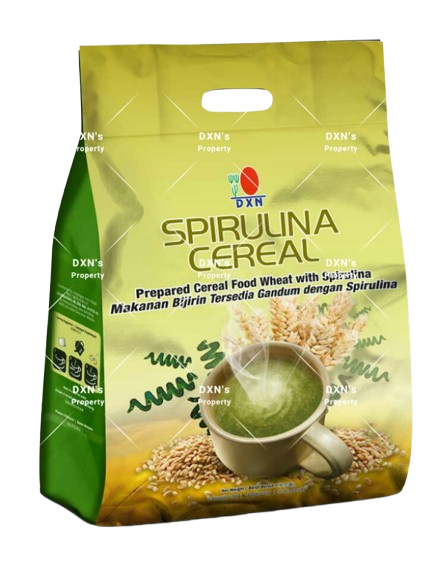 DXN's
Property
DXN's
Property
DXN's
Property
DXN
SPIRULINA
CEREAL
Prepared Cereal Food Wheat with Spirulina
Makanan Bijirin Tersedia Gandum dengan Spirulina
DXN's
Property
DXN's
Property
DXN's
Property
DXN's
Property
DXN's
Property
DXN's
Property